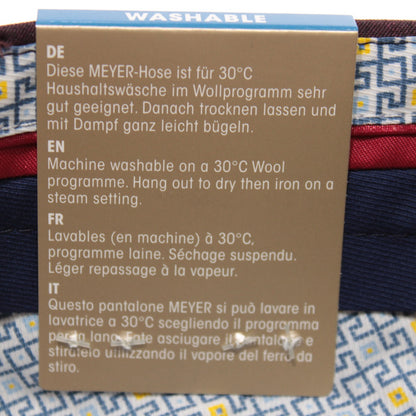 WASHABLE
DE
Diese MEYER-Hose ist für 30°C
Haushaltswäsche im Wollprogramm sehr
gut geeignet. Danach trocknen lassen und
mit Dampf ganz leicht bügeln.
EN
Machine washable on a 30°C Wool
programme. Hang out to dry then iron on a
steam setting.
FR
Lavables (en machine) à 30°C,
programme laine. Séchage suspendu.
Léger repassage à la vapeur.
IT
Questo pantalone MEYER si può lavare in
lavatrice a 30°C scegliendo il programma
asciugare il
utilizzando il vapore del ferro da
stiro.